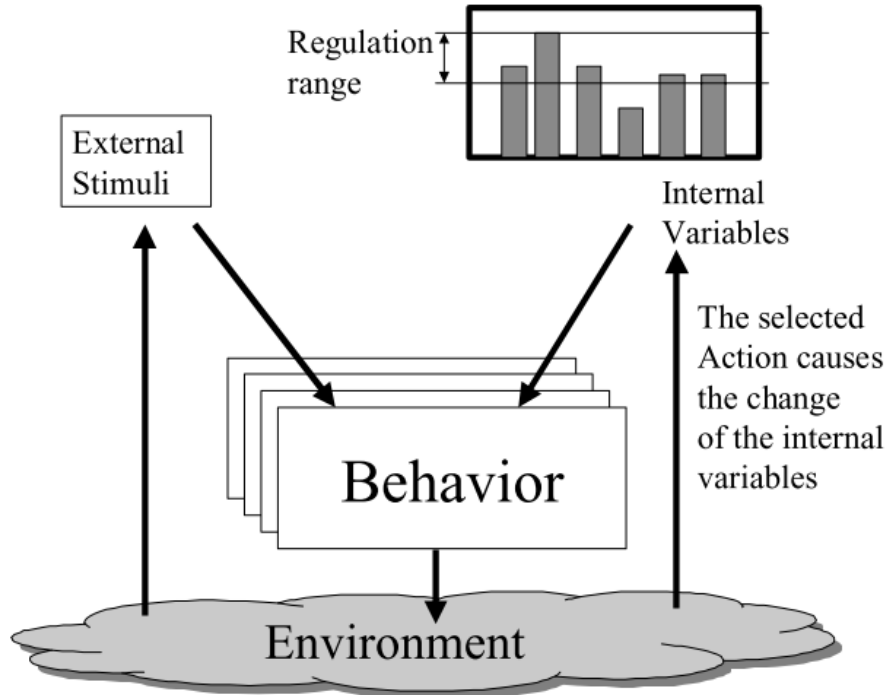 Regulation
range
External
Stimuli
Internal
Variables
The selected
Action causes
the change
of the internal
variables
Behavior
Environment